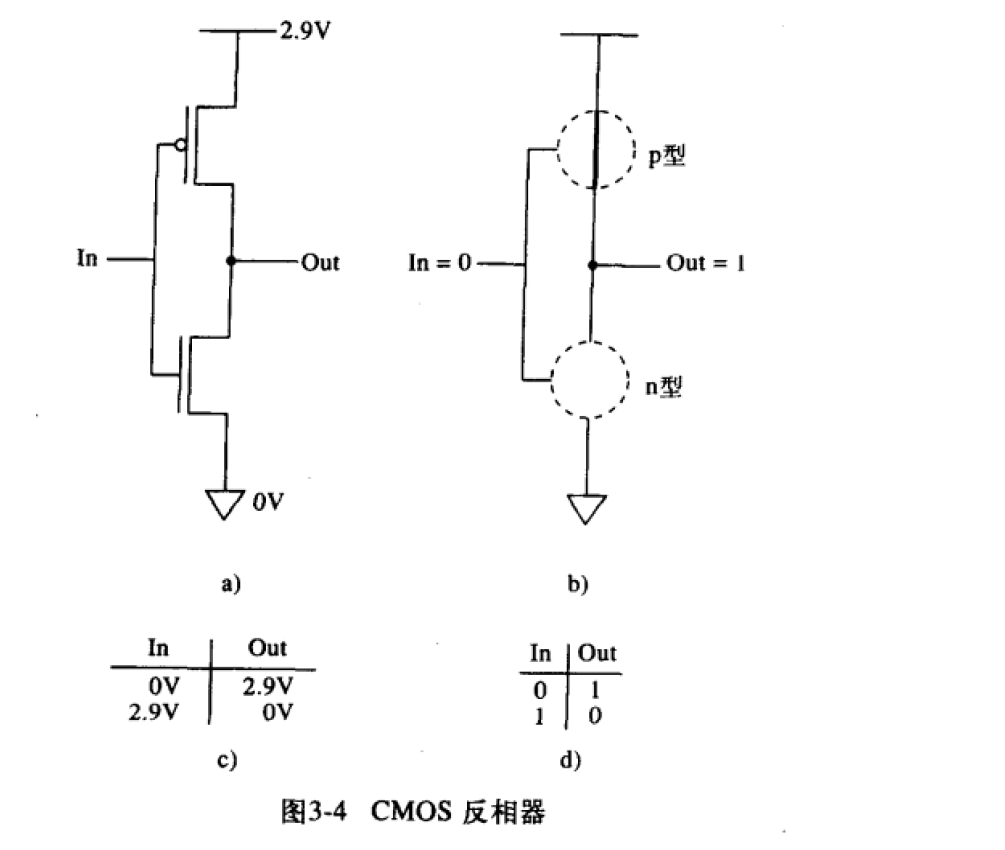 2.9V
p型
In
Out
In = 0
Out = 1
n型
0V
a)
b)
In Out
0V 2.9V
2.9V 0V
c)
In Out
0 1
1 0
d)
图3-4 CMOS 反相器